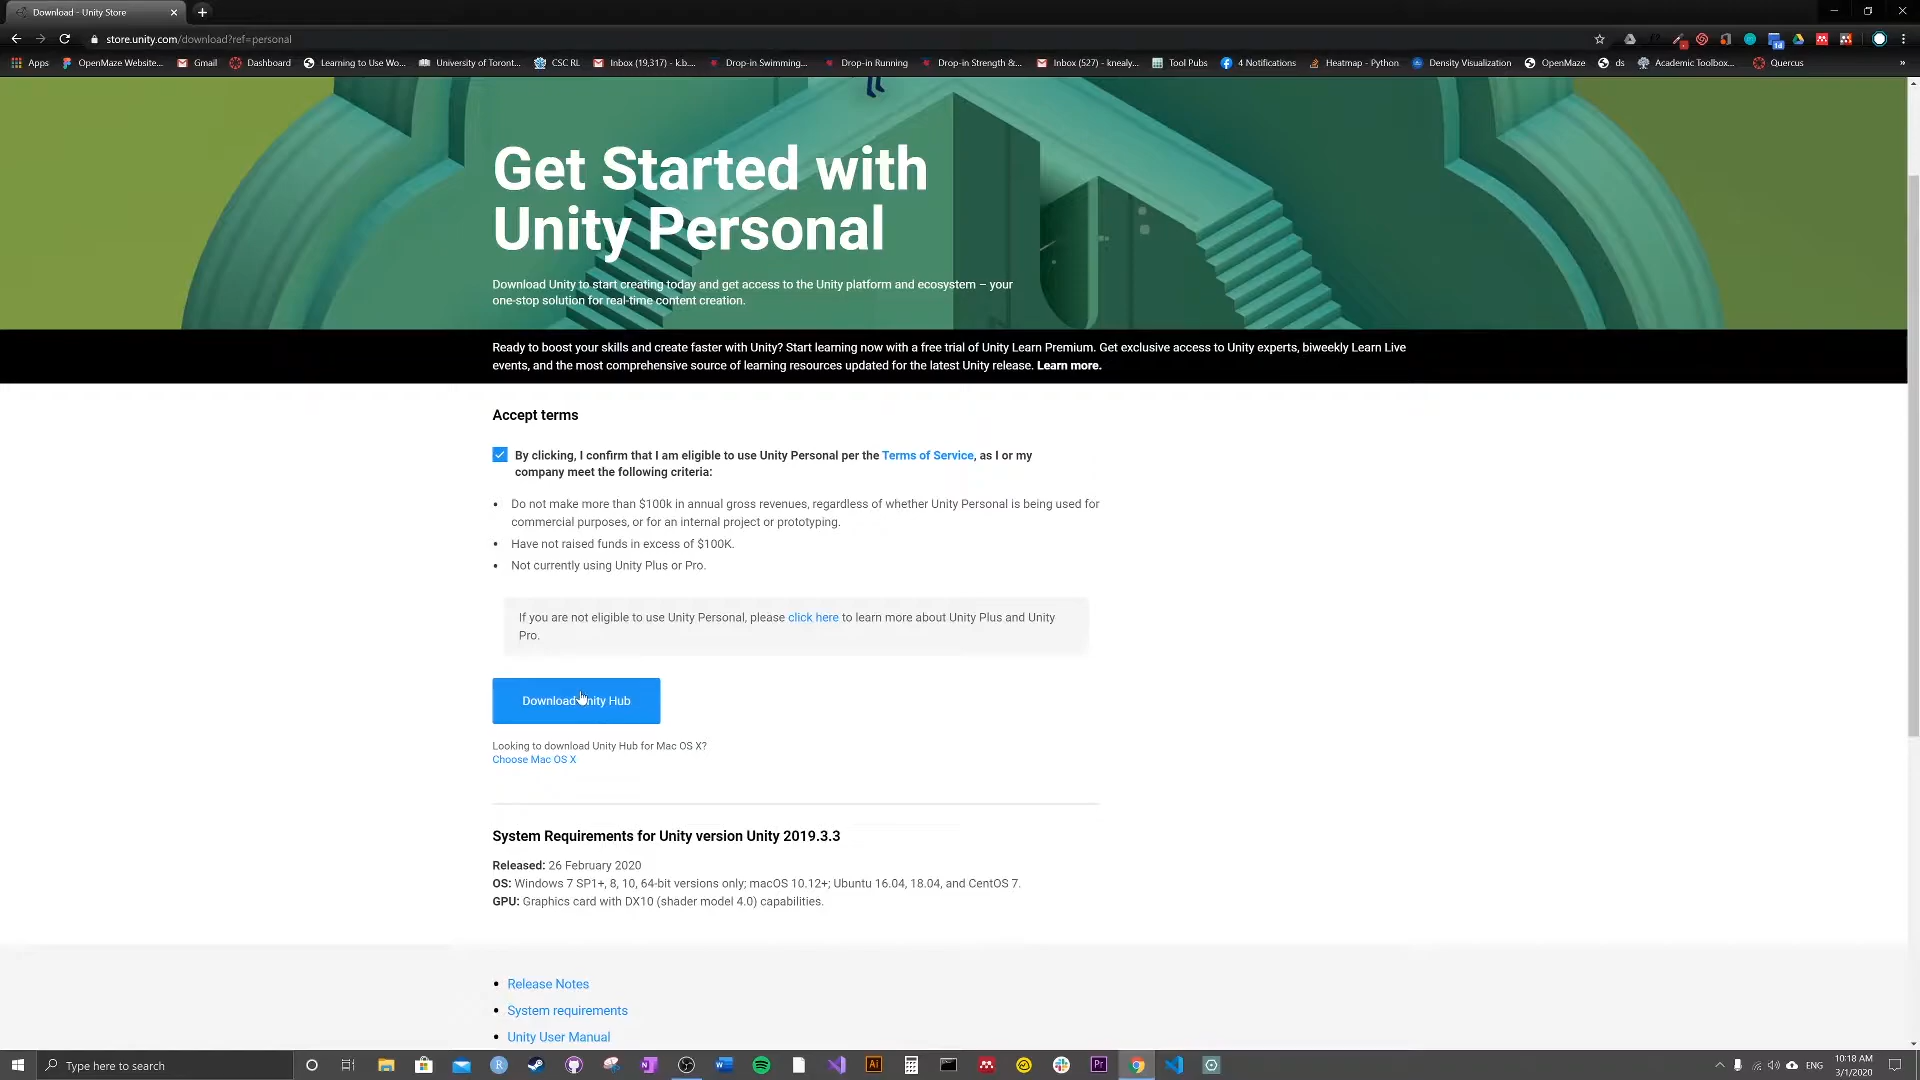 Download - Unity Store
store.unity.com/download?ref=personal
Apps OpenMaze Website... Gmail Dashboard Learning to Use Wo... University of Toront... CSC RL Inbox (19,317) - k.b.... Drop-in Swimming,... Drop-in Running Drop-in Strength &... Inbox (527) - knealy... Tool Pubs 4 Notifications Heatmap - Python Density Visualization OpenMaze ds Academic Toolbox... Quercus »
Get Started with
Unity Personal
Download Unity to start creating today and get access to the Unity platform and ecosystem – your
one-stop solution for real-time content creation.
Ready to boost your skills and create faster with Unity? Start learning now with a free trial of Unity Learn Premium. Get exclusive access to Unity experts, biweekly Learn Live
events, and the most comprehensive source of learning resources updated for the latest Unity release. Learn more.
Accept terms
By clicking, I confirm that I am eligible to use Unity Personal per the Terms of Service, as I or my
company meet the following criteria:
• Do not make more than $100k in annual gross revenues, regardless of whether Unity Personal is being used for
commercial purposes, or for an internal project or prototyping.
• Have not raised funds in excess of $100K.
• Not currently using Unity Plus or Pro.
If you are not eligible to use Unity Personal, please click here to learn more about Unity Plus and Unity
Pro.
Download Unity Hub
Looking to download Unity Hub for Mac OS X?
Choose Mac OS X
System Requirements for Unity version Unity 2019.3.3
Released: 26 February 2020
OS: Windows 7 SP1+, 8, 10, 64-bit versions only; macOS 10.12+; Ubuntu 16.04, 18.04, and CentOS 7.
GPU: Graphics card with DX10 (shader model 4.0) capabilities.
• Release Notes
• System requirements
• Unity User Manual
Type here to search
ENG
10:18 AM
3/1/2020